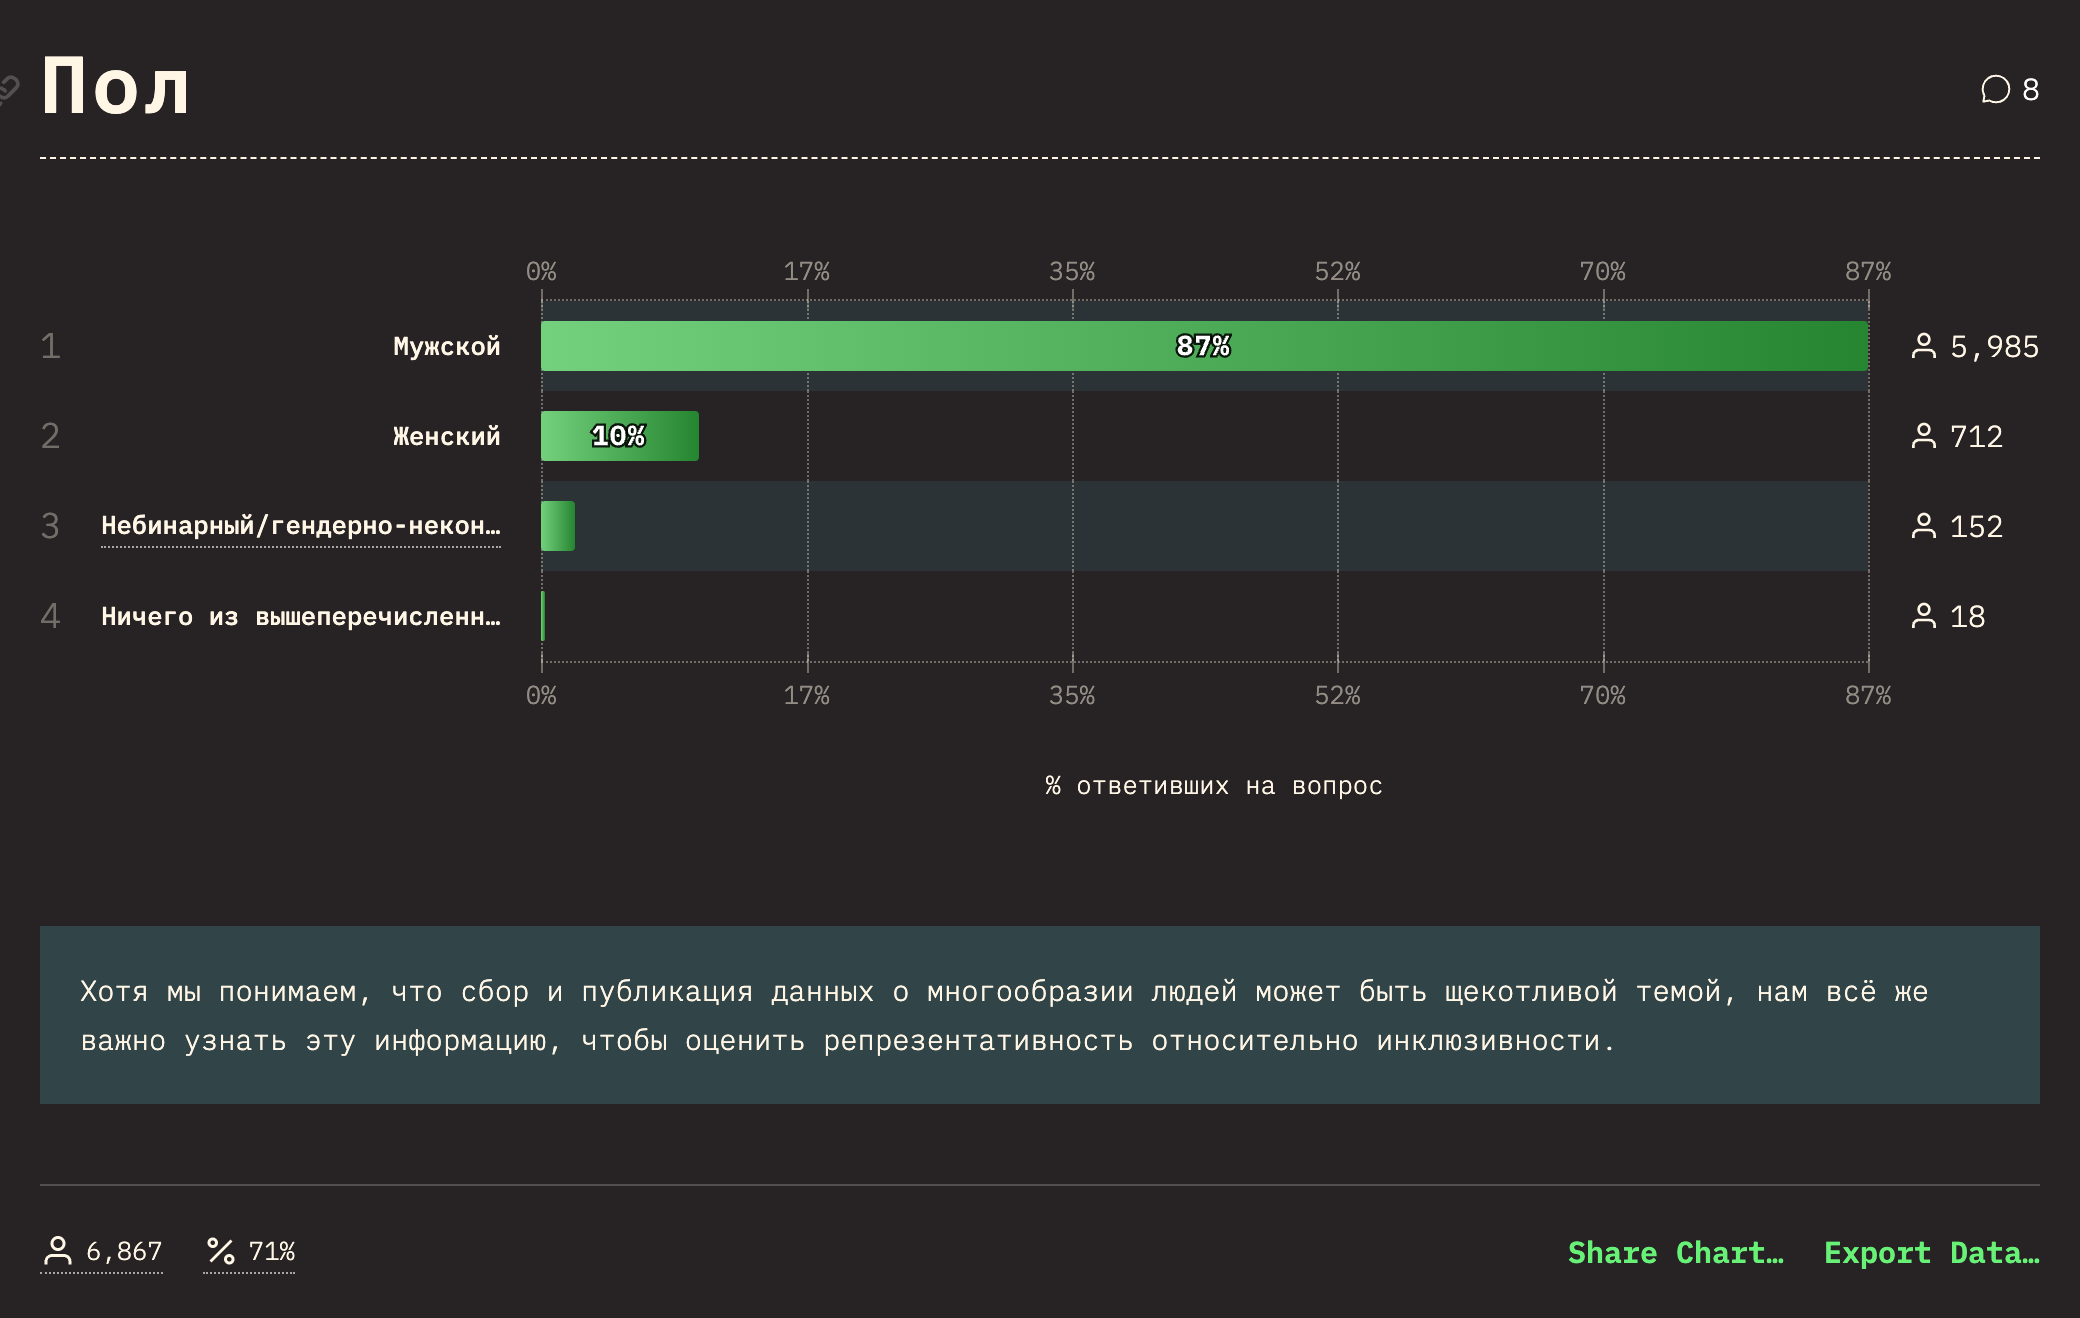 Пол
8
0% 17% 35% 52% 70% 87%
1 Мужской 87% 5,985
2 Женский 10% 712
3 Небинарный/гендерно-некон… 152
4 Ничего из вышеперечисленн… 18
0% 17% 35% 52% 70% 87%
% ответивших на вопрос
Хотя мы понимаем, что сбор и публикация данных о многообразии людей может быть щекотливой темой, нам всё же
важно узнать эту информацию, чтобы оценить репрезентативность относительно инклюзивности.
6,867 71% Share Chart… Export Data…